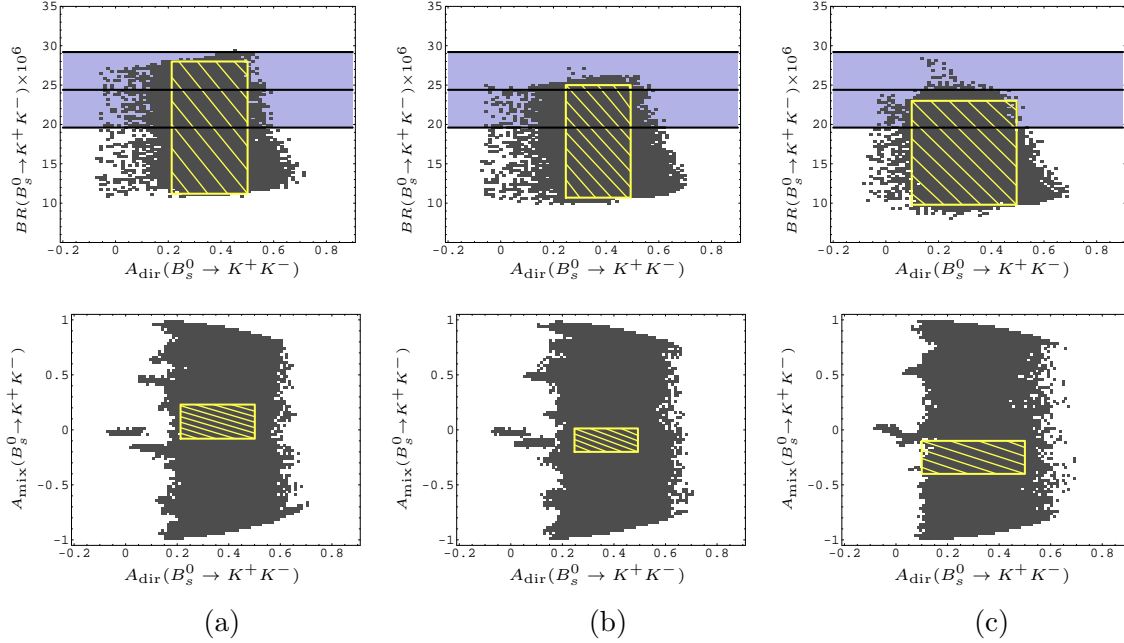 35
30
25
20
15
10
-0.2 0 0.2 0.4 0.6 0.8
BR(B_s^0→K^+K^-)×10^6
A_dir(B_s^0 → K^+K^-)
35
30
25
20
15
10
-0.2 0 0.2 0.4 0.6 0.8
BR(B_s^0→K^+K^-)×10^6
A_dir(B_s^0 → K^+K^-)
35
30
25
20
15
10
-0.2 0 0.2 0.4 0.6 0.8
BR(B_s^0→K^+K^-)×10^6
A_dir(B_s^0 → K^+K^-)
1
0.5
0
-0.5
-1
-0.2 0 0.2 0.4 0.6 0.8
A_mix(B_s^0→K^+K^-)
A_dir(B_s^0 → K^+K^-)
1
0.5
0
-0.5
-1
-0.2 0 0.2 0.4 0.6 0.8
A_mix(B_s^0→K^+K^-)
A_dir(B_s^0 → K^+K^-)
1
0.5
0
-0.5
-1
-0.2 0 0.2 0.4 0.6 0.8
A_mix(B_s^0→K^+K^-)
A_dir(B_s^0 → K^+K^-)
(a)
(b)
(c)